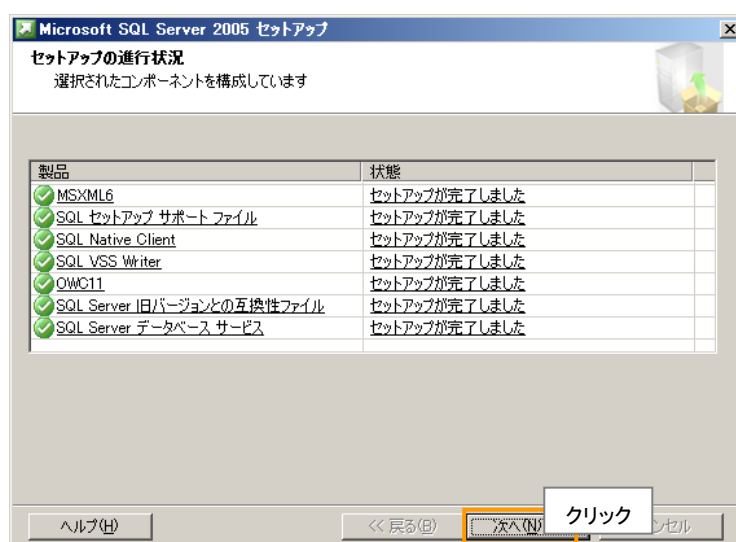 Microsoft SQL Server 2005 セットアップ
セットアップの進行状況
選択されたコンポーネントを構成しています
製品 状態
MSXML6 セットアップが完了しました
SQL セットアップ サポート ファイル セットアップが完了しました
SQL Native Client セットアップが完了しました
SQL VSS Writer セットアップが完了しました
OWC11 セットアップが完了しました
SQL Server 旧バージョンとの互換性ファイル セットアップが完了しました
SQL Server データベース サービス セットアップが完了しました
クリック
ヘルプ(H) << 戻る(B) 次へ(N) ンセル